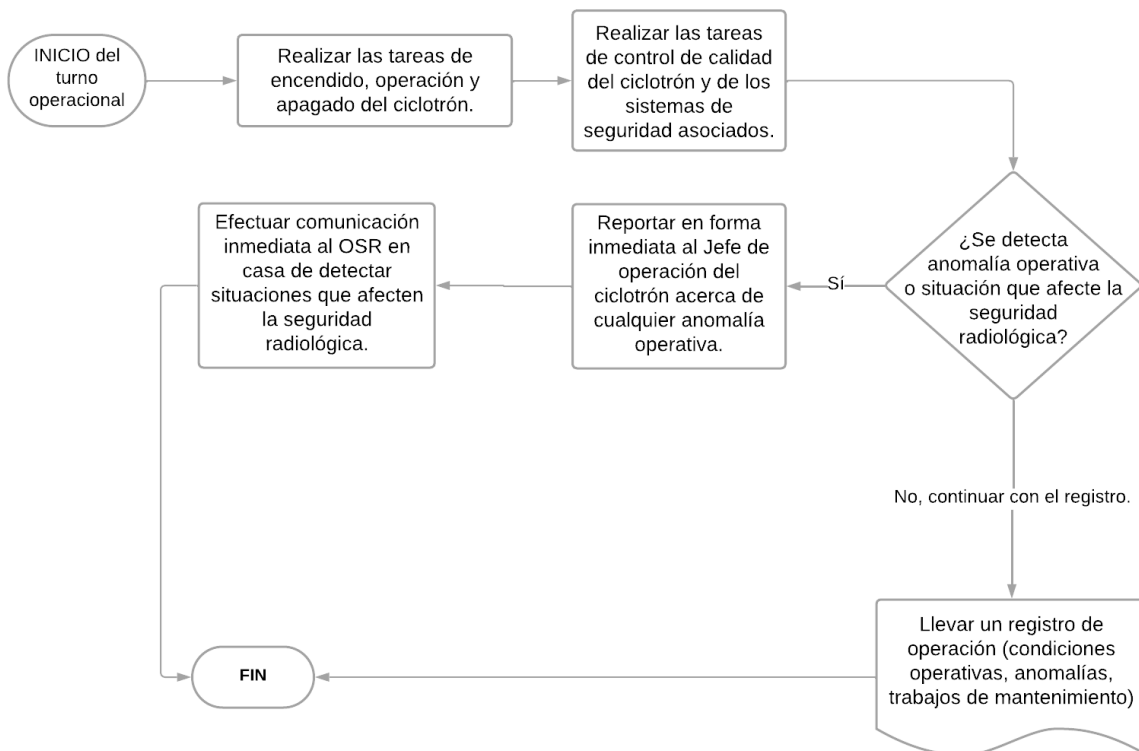 INICIO del
turno
operacional
Realizar las tareas de
encendido, operación y
apagado del ciclotrón.
Realizar las tareas
de control de calidad
del ciclotrón y de los
sistemas de
seguridad asociados.
¿Se detecta
anomalía operativa
o situación que afecte la
seguridad
radiológica?
Sí
Reportar en forma
inmediata al Jefe de
operación del
ciclotrón acerca de
cualquier anomalía
operativa.
Efectuar comunicación
inmediata al OSR en
casa de detectar
situaciones que afecten
la seguridad
radiológica.
No, continuar con el registro.
Llevar un registro de
operación (condiciones
operativas, anomalías,
trabajos de mantenimiento)
FIN